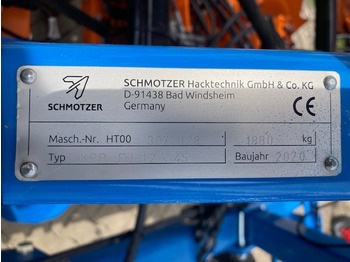 SCHMOTZER
SCHMOTZER Hacktechnik GmbH & Co. KG
D-91438 Bad Windsheim
Germany
CE
Masch.-Nr. HT00 kg
Typ Baujahr 2020